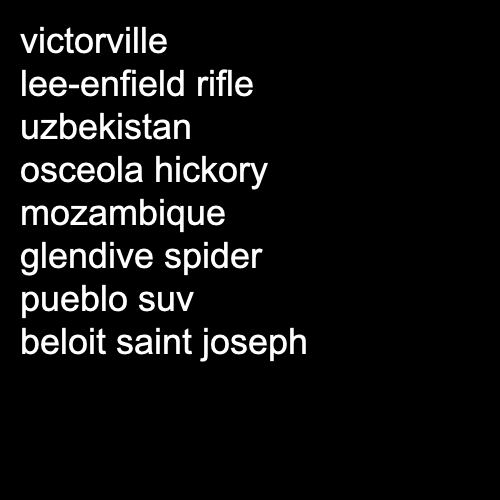 victorville
lee-enfield rifle
uzbekistan
osceola hickory
mozambique
glendive spider
pueblo suv
beloit saint joseph